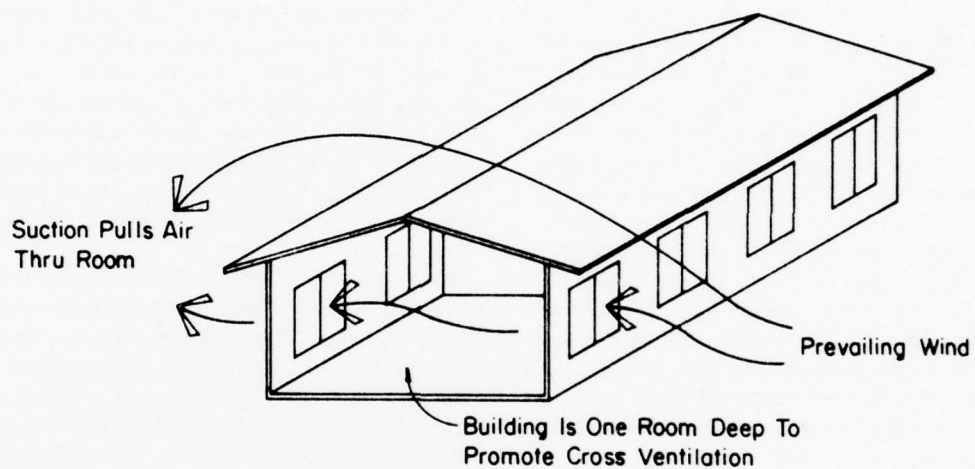 Suction Pulls Air
Thru Room
Prevailing Wind
Building Is One Room Deep To
Promote Cross Ventilation